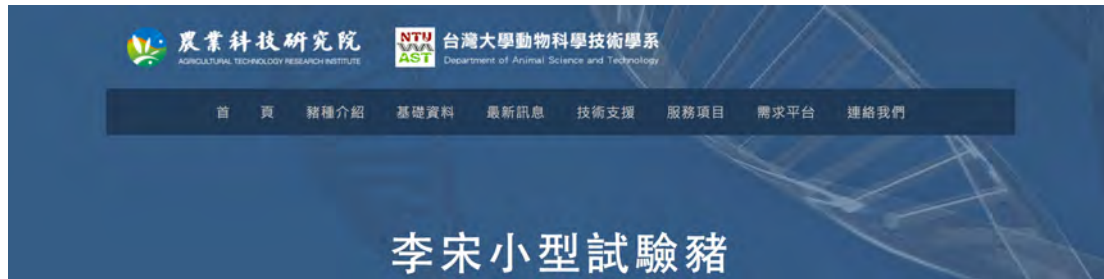 農業科技研究院
AGRICULTURAL TECHNOLOGY RESEARCH INSTITUTE
NTU
AST
台灣大學動物科學技術學系
Department of Animal Science and Technology
首 頁 豬種介紹 基礎資料 最新訊息 技術支援 服務項目 需求平台 連絡我們
李宋小型試驗豬